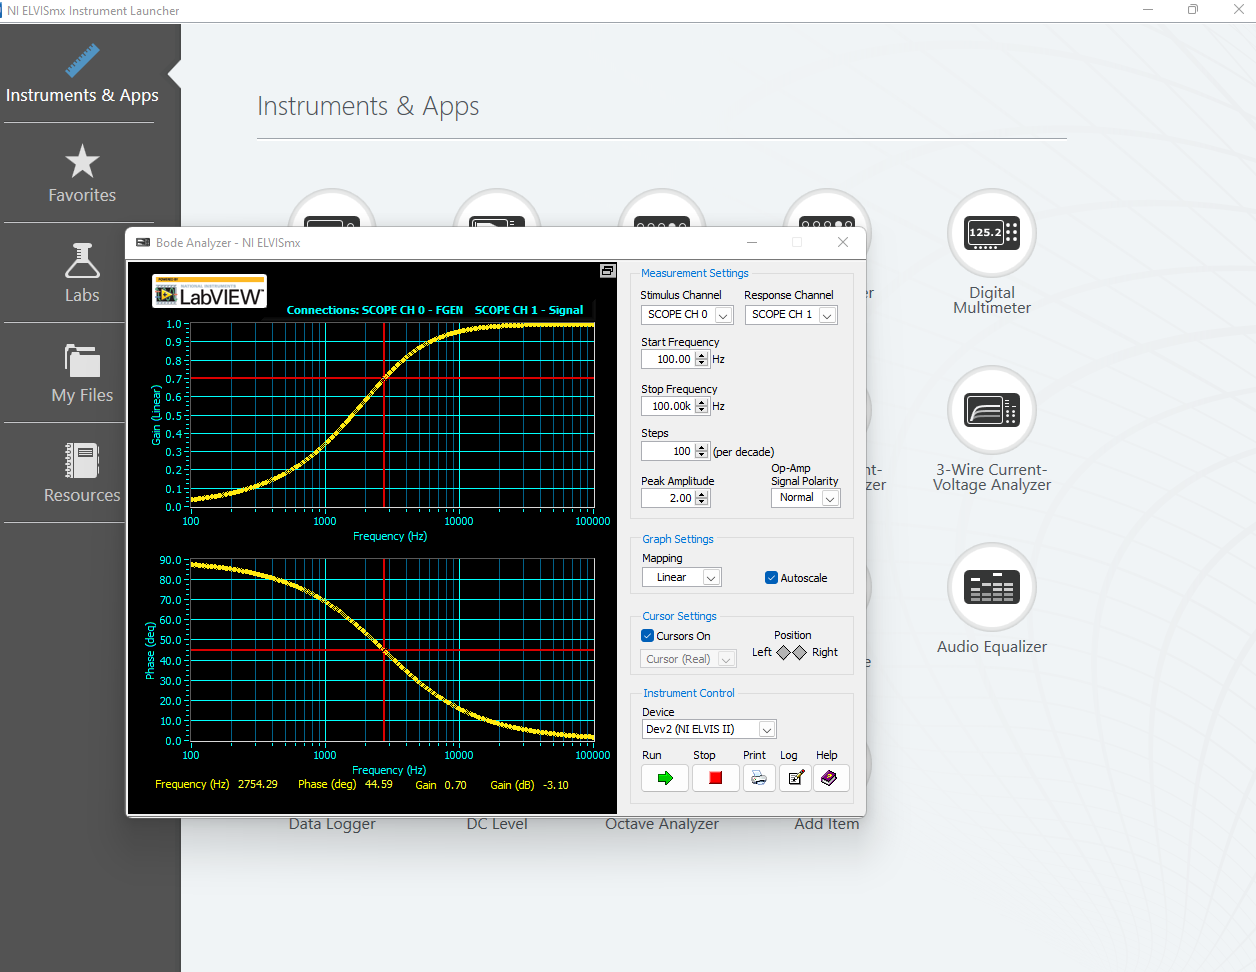 NI ELVISmx Instrument Launcher
Instruments & Apps
Favorites
Labs
My Files
Resources
Instruments & Apps
125.2
Digital
Multimeter
3-Wire Current-
Voltage Analyzer
Audio Equalizer
er
nt-
zer
e
Data Logger
DC Level
Octave Analyzer
Add Item
Bode Analyzer - NI ELVISmx
POWERED BY
NATIONAL INSTRUMENTS
LabVIEW™
Connections: SCOPE CH 0 - FGEN SCOPE CH 1 - Signal
Gain (Linear)
1.0
0.9
0.8
0.7
0.6
0.5
0.4
0.3
0.2
0.1
0.0
100 1000 10000 100000
Frequency (Hz)
Phase (deg)
90.0
80.0
70.0
60.0
50.0
40.0
30.0
20.0
10.0
0.0
100 1000 10000 100000
Frequency (Hz)
Frequency (Hz) 2754.29 Phase (deg) 44.59 Gain 0.70 Gain (dB) -3.10
Measurement Settings
Stimulus Channel Response Channel
SCOPE CH 0 SCOPE CH 1
Start Frequency
100.00 Hz
Stop Frequency
100.00k Hz
Steps
100 (per decade)
Peak Amplitude
2.00
Op-Amp
Signal Polarity
Normal
Graph Settings
Mapping
Linear
Autoscale
Cursor Settings
Cursors On
Cursor (Real)
Position
Left Right
Instrument Control
Device
Dev2 (NI ELVIS II)
Run Stop Print Log Help